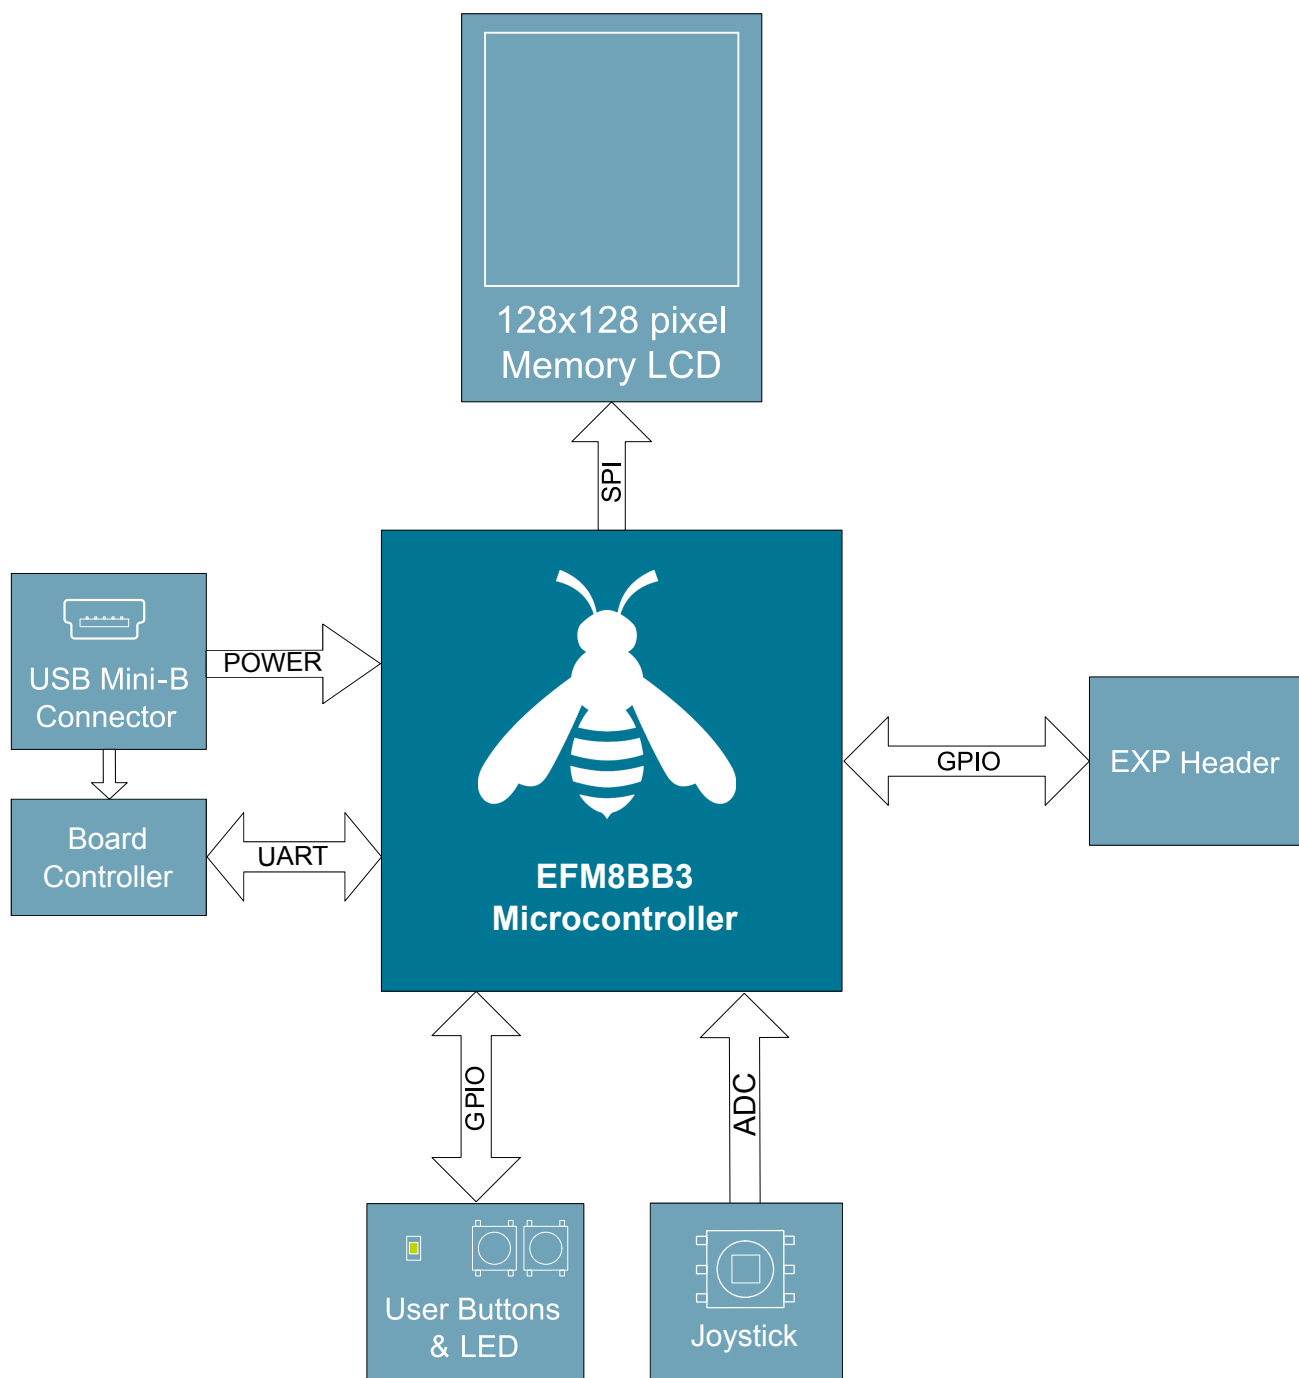 128x128 pixel
Memory LCD
SPI
USB Mini-B
Connector
POWER
Board
Controller
UART
EFM8BB3
Microcontroller
GPIO
EXP Header
GPIO
ADC
User Buttons
& LED
Joystick